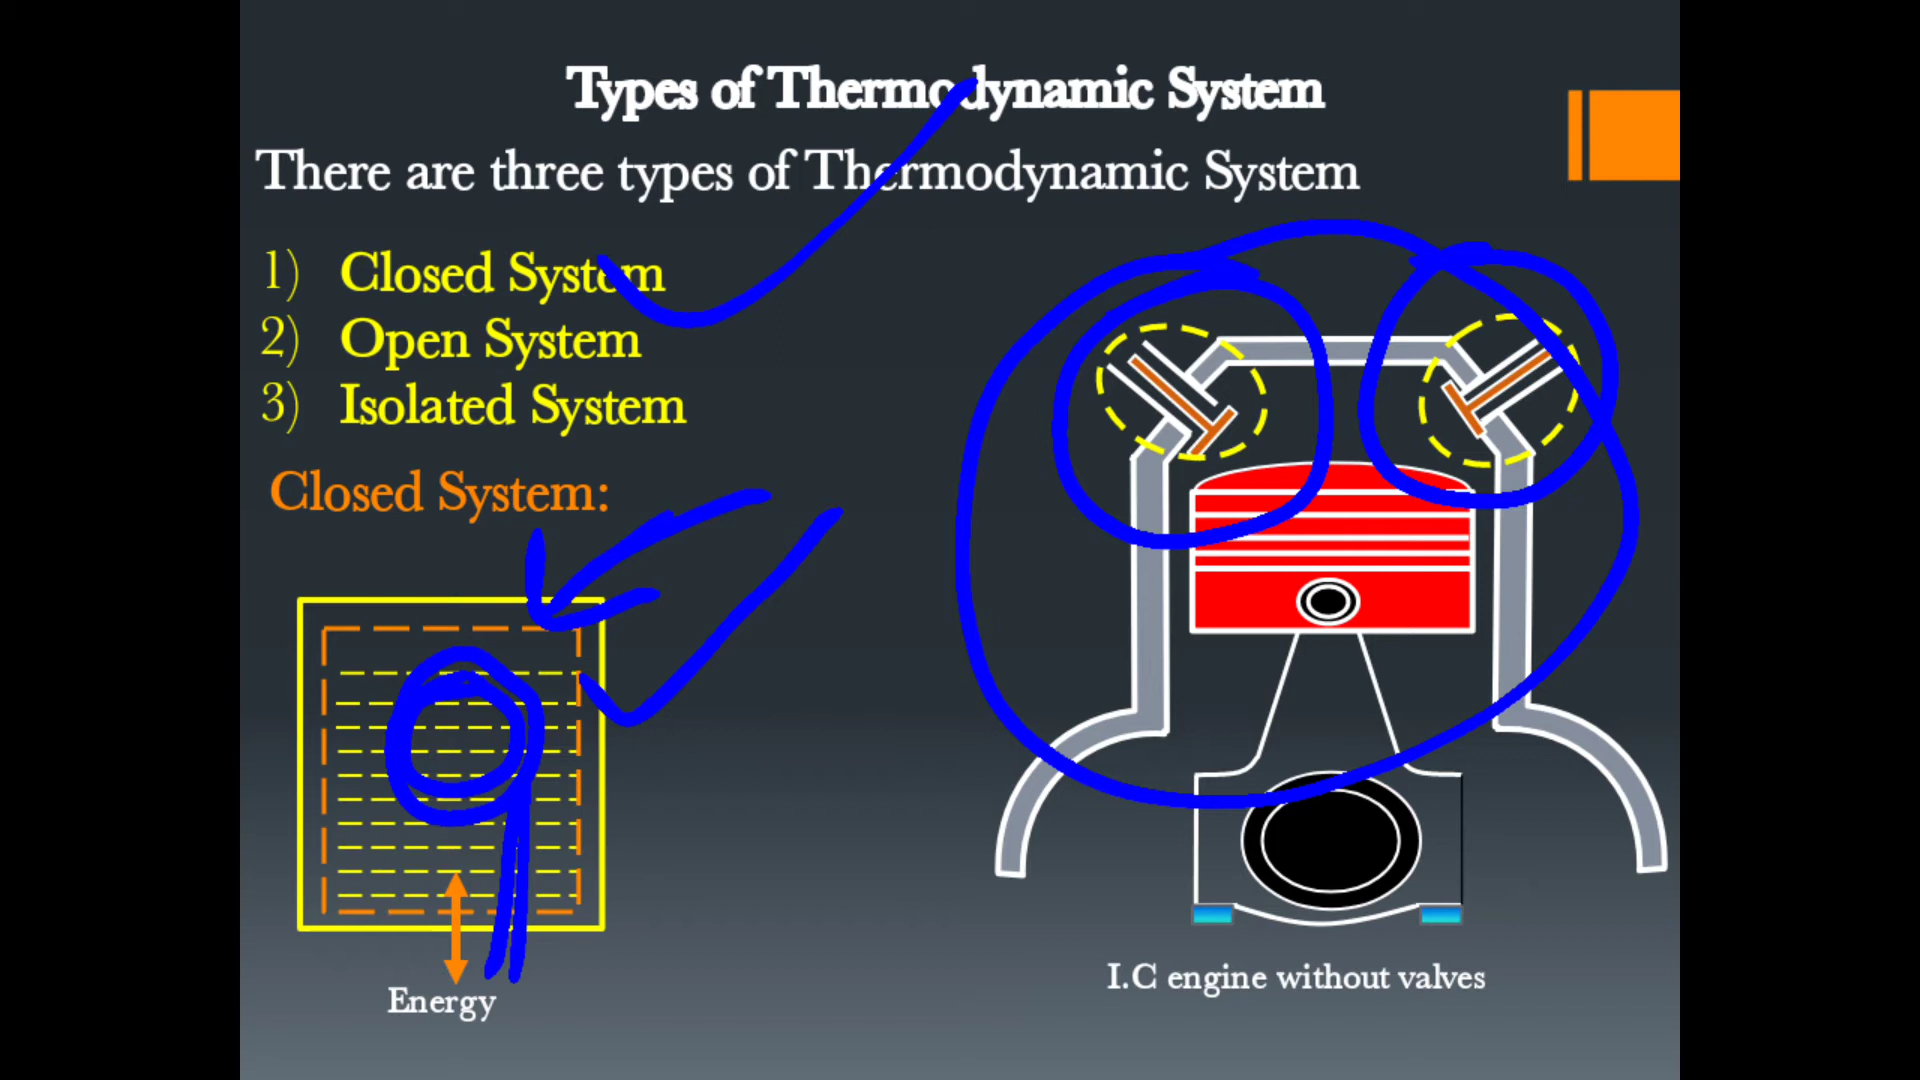 Types of Thermodynamic System
There are three types of Thermodynamic System
1) Closed System
2) Open System
3) Isolated System
Closed System:
Energy
I.C engine without valves